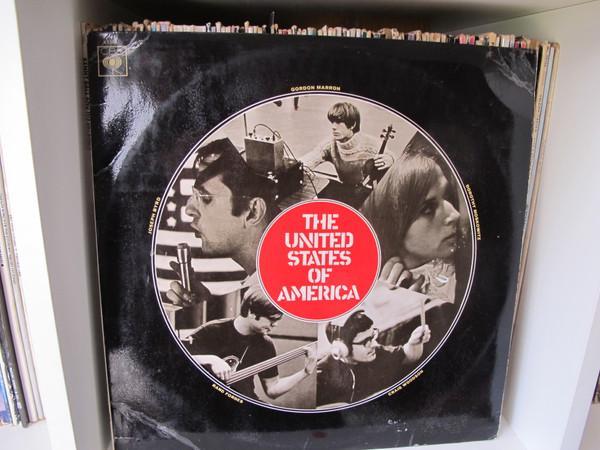 GORDON MARRON
JOSEPH BYRD
DOROTHY MOSKOWITZ
THE
UNITED
STATES
OF
AMERICA
RAND FORBES
CRAIG WOODSON